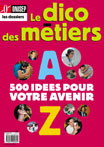 ONISEP
les dossiers
Le dico
des métiers
A
500 IDÉES POUR
VOTRE AVENIR
Z